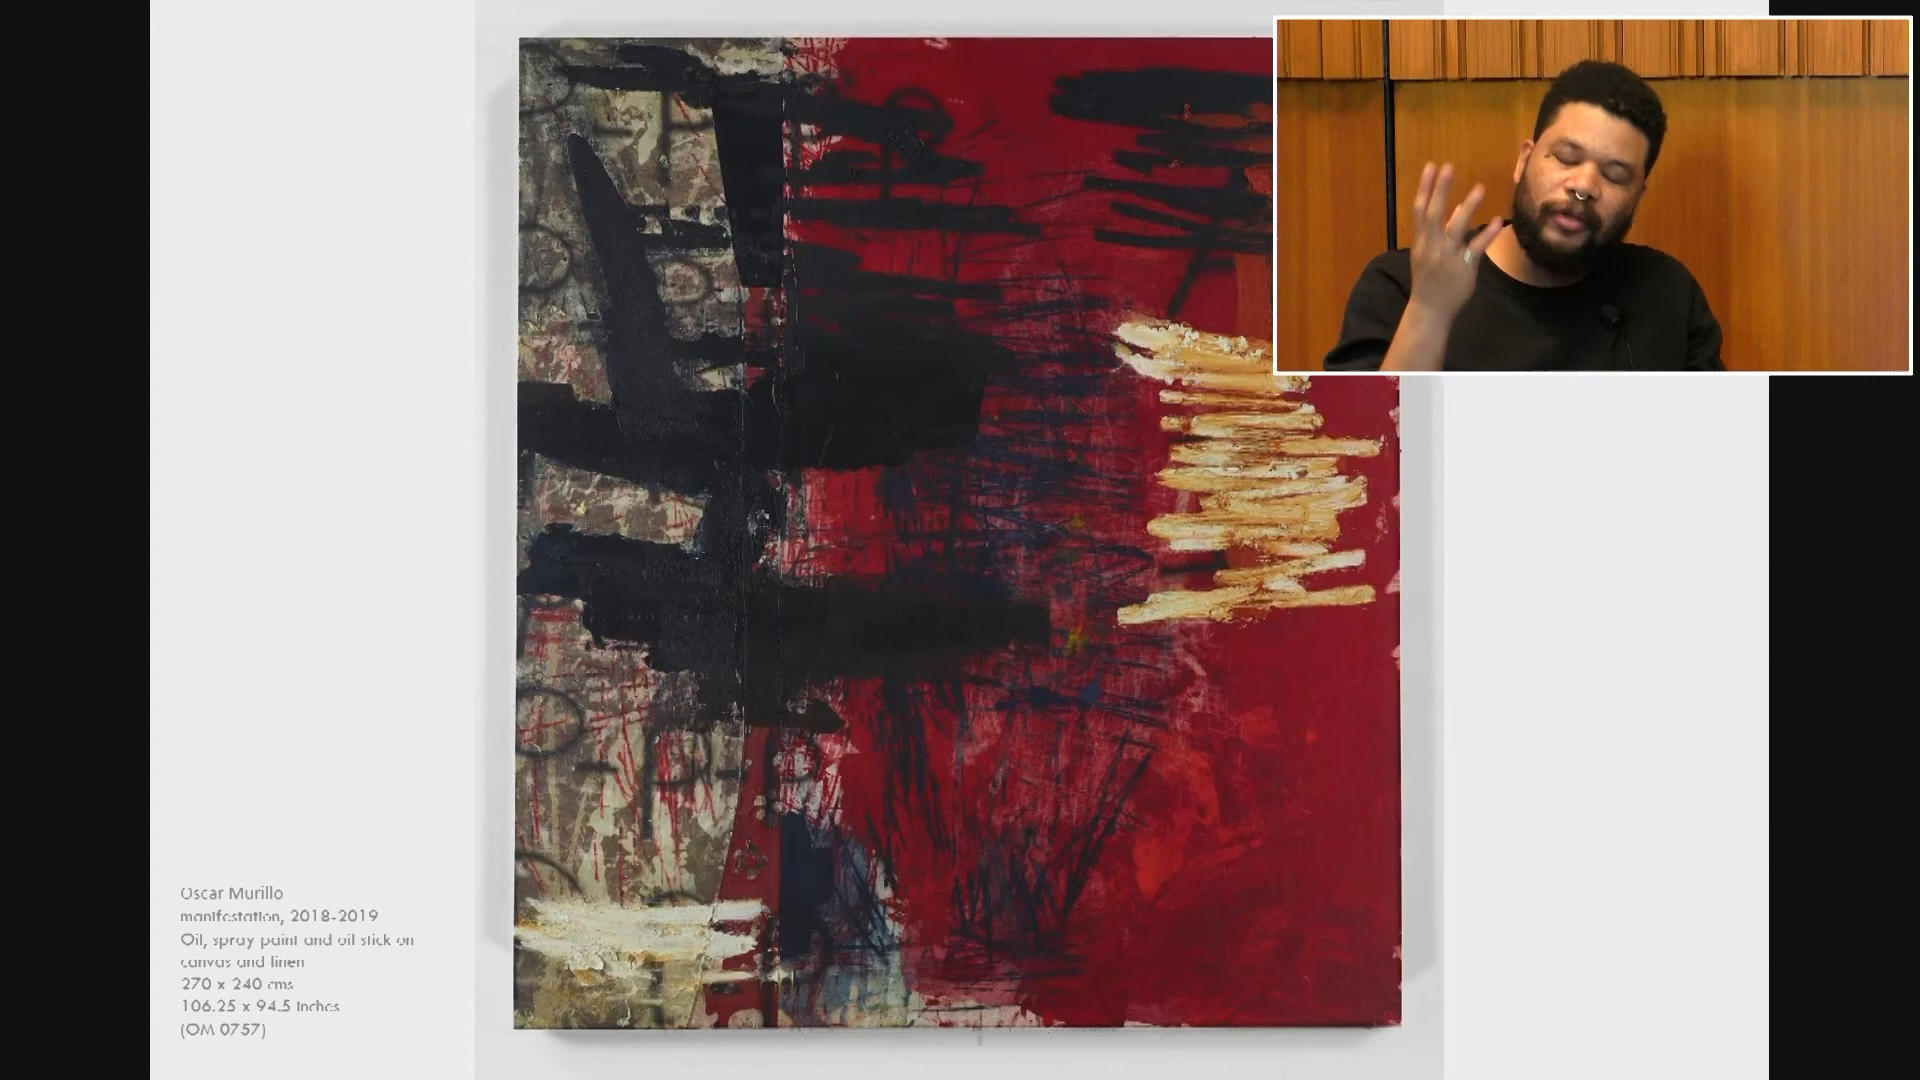 Oscar Murillo
manifestation, 2018-2019
Oil, spray paint and oil stick on
canvas and linen
270 x 240 cms
106.25 x 94.5 inches
(OM 0757)